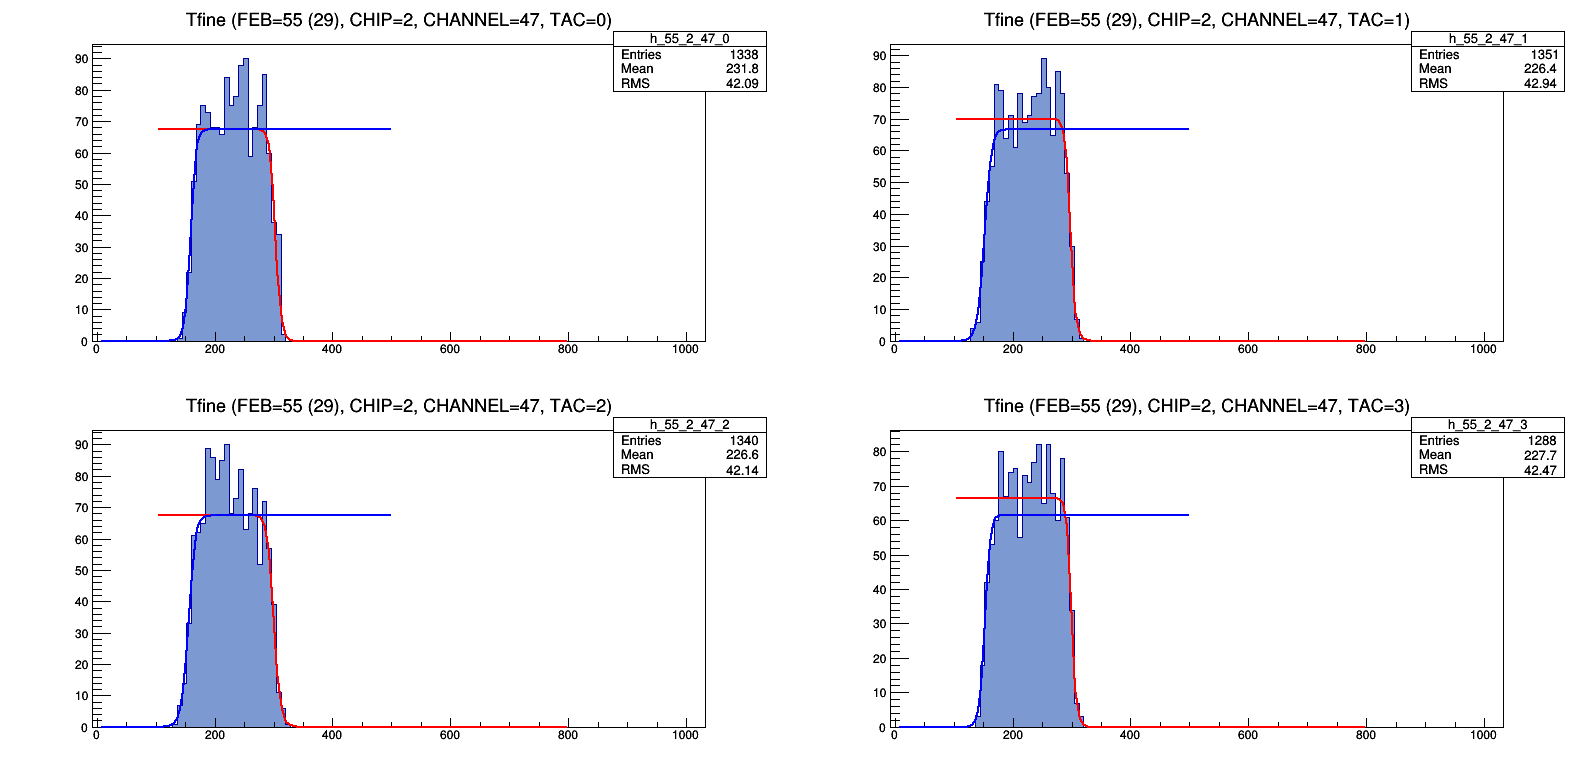 Tfine (FEB=55 (29), CHIP=2, CHANNEL=47, TAC=0)
h_55_2_47_0
Entries 1338
Mean 231.8
RMS 42.09
90
80
70
60
50
40
30
20
10
0
0 200 400 600 800 1000
Tfine (FEB=55 (29), CHIP=2, CHANNEL=47, TAC=1)
h_55_2_47_1
Entries 1351
Mean 226.4
RMS 42.94
90
80
70
60
50
40
30
20
10
0
0 200 400 600 800 1000
Tfine (FEB=55 (29), CHIP=2, CHANNEL=47, TAC=2)
h_55_2_47_2
Entries 1340
Mean 226.6
RMS 42.14
90
80
70
60
50
40
30
20
10
0
0 200 400 600 800 1000
Tfine (FEB=55 (29), CHIP=2, CHANNEL=47, TAC=3)
h_55_2_47_3
Entries 1288
Mean 227.7
RMS 42.47
80
70
60
50
40
30
20
10
0
0 200 400 600 800 1000